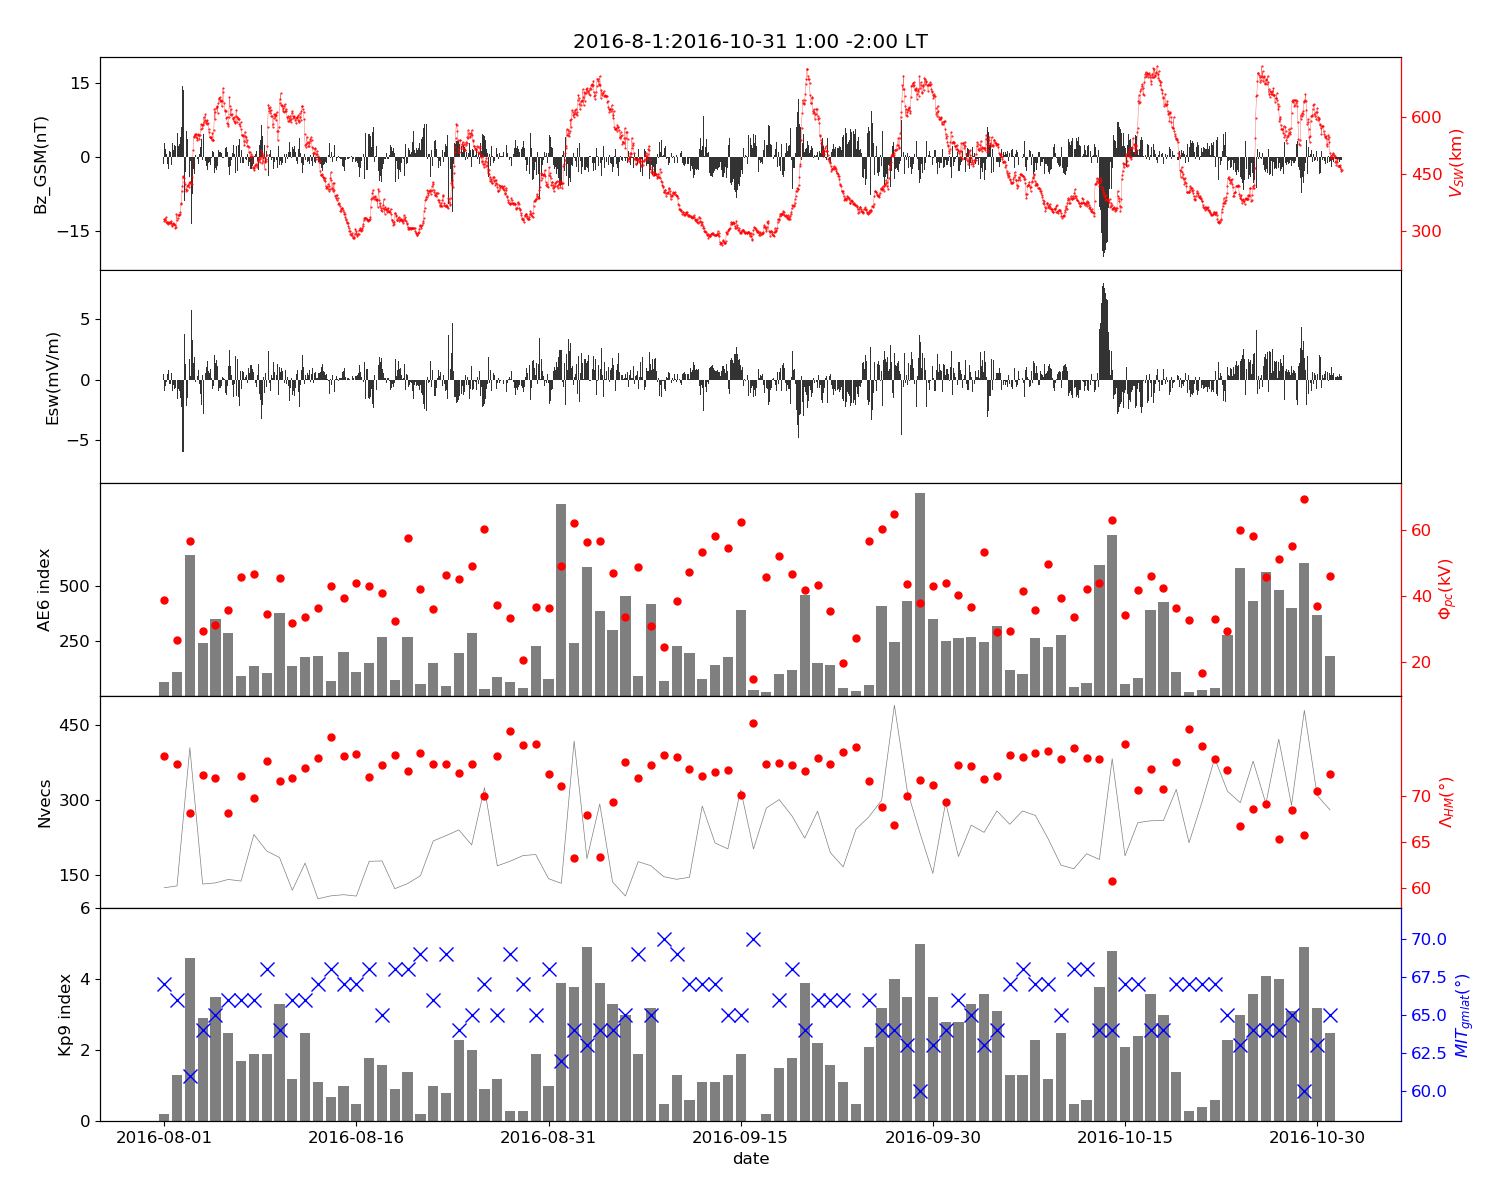 2016-8-1:2016-10-31 1:00 -2:00 LT
Bz_GSM(nT)
15
0
−15
600
450
300
V_SW(km)
Esw(mV/m)
5
0
−5
AE6 index
500
250
60
40
20
Φ_pc(kV)
Nvecs
450
300
150
70
65
60
Λ_HM(°)
Kp9 index
6
4
2
0
70.0
67.5
65.0
62.5
60.0
MIT_gmlat(°)
2016-08-01 2016-08-16 2016-08-31 2016-09-15 2016-09-30 2016-10-15 2016-10-30
date